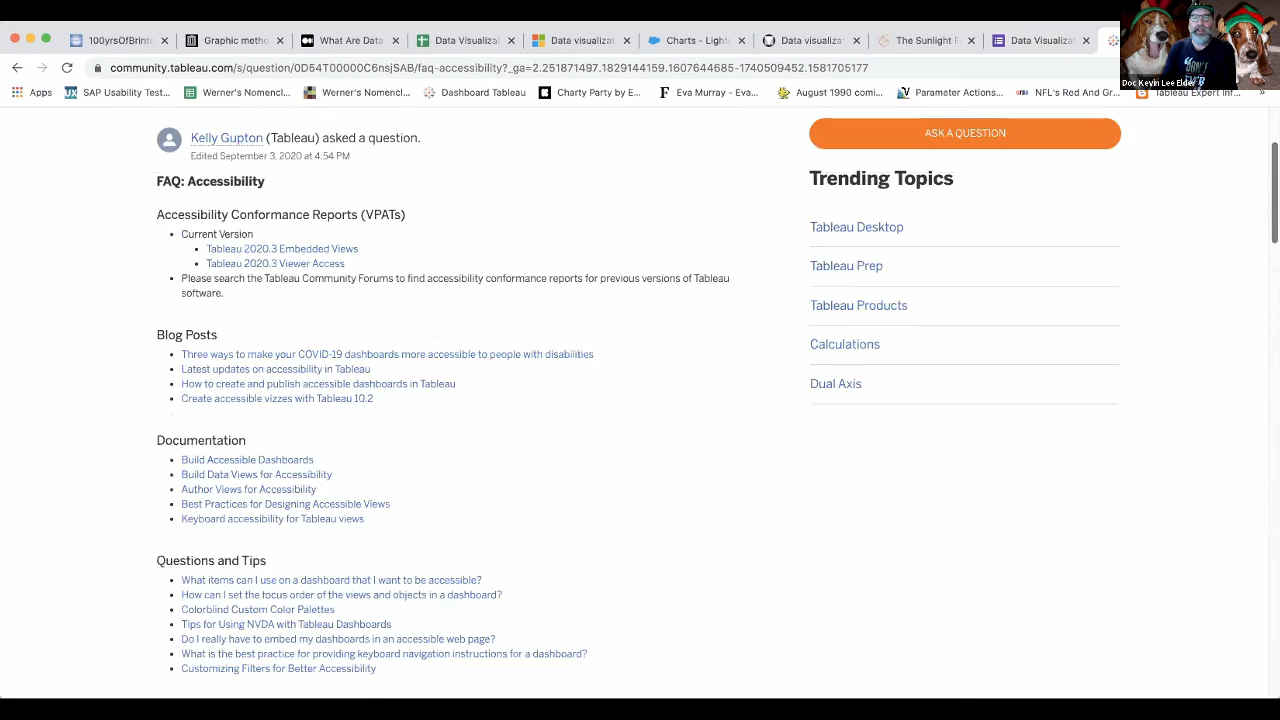 100yrsOfBrint
Graphic metho
What Are Data
Data Visualiz
Data visualizat
Charts - Light
Data visualizat
The Sunlight F
Data Visualiza
community.tableau.com/s/question/0D54T00000C6nsjSAB/faq-accessibility?_ga=2.251871497.1829144159.1607644685-1740509452.1581705177
Doc Kevin Lee Elder
Apps
SAP Usability Test...
Werner's Nomencl...
Werner's Nomencl...
Dashboard Tableau
Charty Party by E...
Eva Murray - Eva...
August 1990 comi...
Parameter Actions...
NFL's Red And Gr...
Tableau Expert Inf...
Kelly Gupton (Tableau) asked a question.
Edited September 3, 2020 at 4:54 PM
FAQ: Accessibility
Accessibility Conformance Reports (VPATs)
Current Version
Tableau 2020.3 Embedded Views
Tableau 2020.3 Viewer Access
Please search the Tableau Community Forums to find accessibility conformance reports for previous versions of Tableau
software.
Blog Posts
Three ways to make your COVID-19 dashboards more accessible to people with disabilities
Latest updates on accessibility in Tableau
How to create and publish accessible dashboards in Tableau
Create accessible vizzes with Tableau 10.2
Documentation
Build Accessible Dashboards
Build Data Views for Accessibility
Author Views for Accessibility
Best Practices for Designing Accessible Views
Keyboard accessibility for Tableau views
Questions and Tips
What items can I use on a dashboard that I want to be accessible?
How can I set the focus order of the views and objects in a dashboard?
Colorblind Custom Color Palettes
Tips for Using NVDA with Tableau Dashboards
Do I really have to embed my dashboards in an accessible web page?
What is the best practice for providing keyboard navigation instructions for a dashboard?
Customizing Filters for Better Accessibility
ASK A QUESTION
Trending Topics
Tableau Desktop
Tableau Prep
Tableau Products
Calculations
Dual Axis